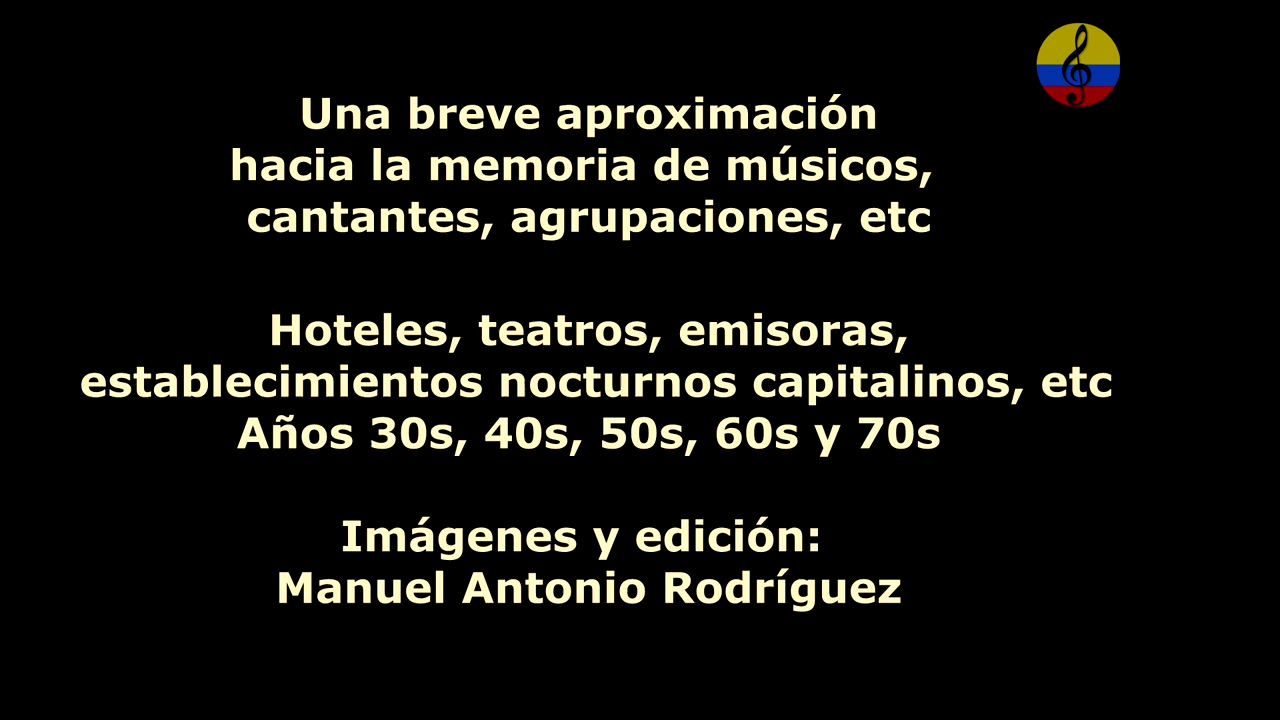 Una breve aproximación
hacia la memoria de músicos,
cantantes, agrupaciones, etc
Hoteles, teatros, emisoras,
establecimientos nocturnos capitalinos, etc
Años 30s, 40s, 50s, 60s y 70s
Imágenes y edición:
Manuel Antonio Rodríguez